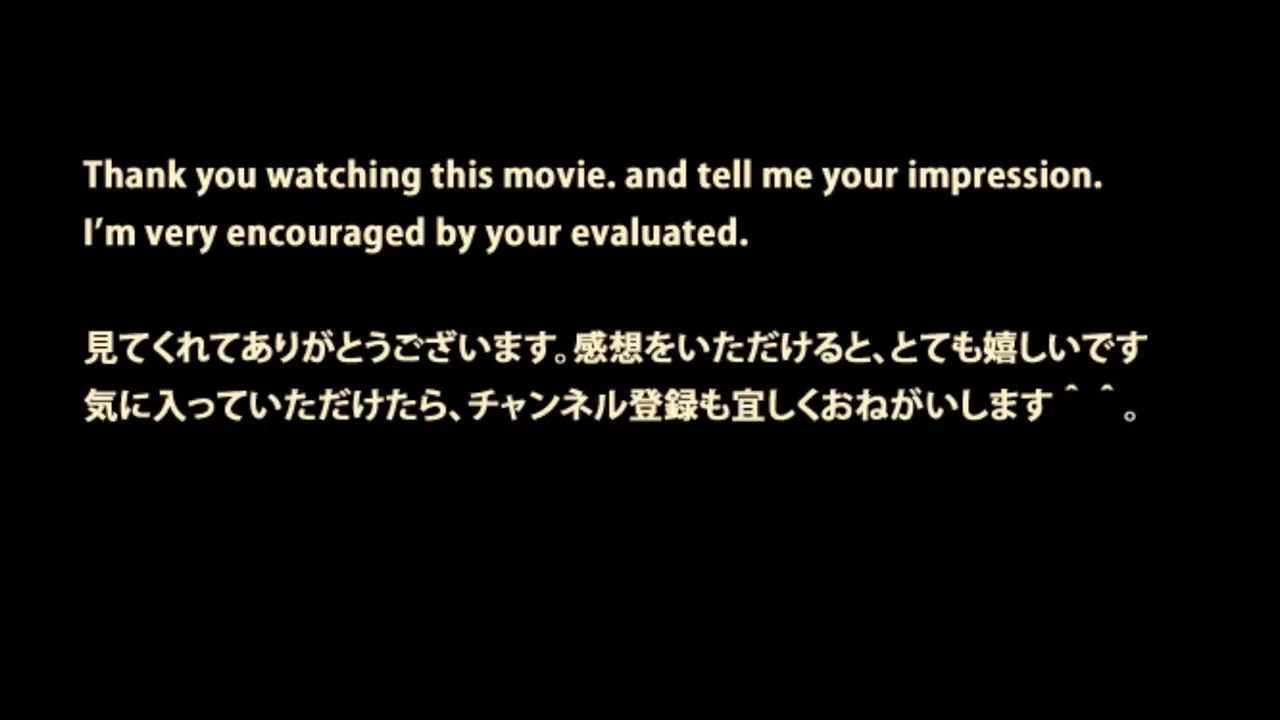 Thank you watching this movie. and tell me your impression.
I'm very encouraged by your evaluated.
見てくれてありがとうございます。感想をいただけると、とても嬉しいです
気に入っていただけたら、チャンネル登録も宜しくおねがいします＾＾。